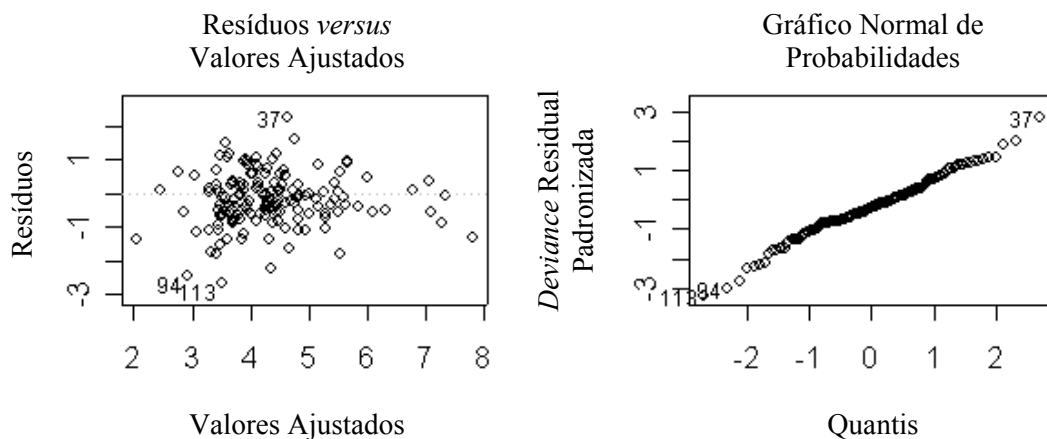 Resíduos versus
Valores Ajustados
Resíduos
1
-1
-3
37
94
113
2 3 4 5 6 7 8
Valores Ajustados
Gráfico Normal de
Probabilidades
Deviance Residual
Padronizada
3
1
-1
-3
37
94
113
-2 -1 0 1 2
Quantis